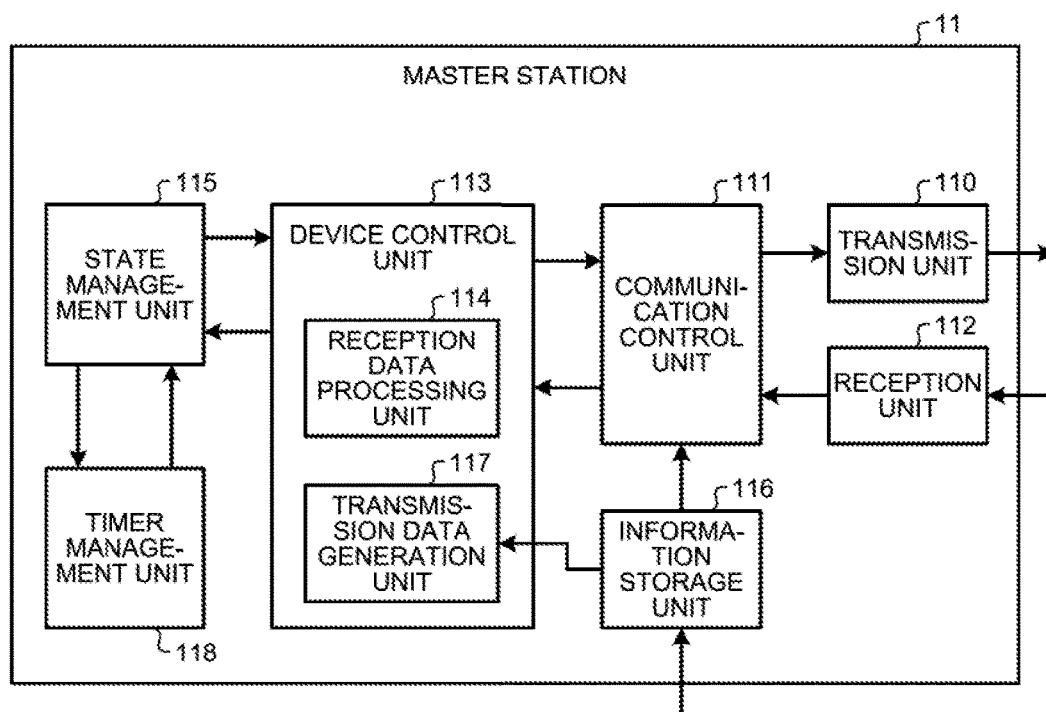 11
MASTER STATION
115
STATE
MANAGE-
MENT UNIT
113
DEVICE CONTROL
UNIT
114
RECEPTION
DATA
PROCESSING
UNIT
117
TRANSMIS-
SION DATA
GENERATION
UNIT
111
COMMUNI-
CATION
CONTROL
UNIT
110
TRANSMIS-
SION UNIT
112
RECEPTION
UNIT
116
INFORMA-
TION
STORAGE
UNIT
TIMER
MANAGE-
MENT UNIT
118